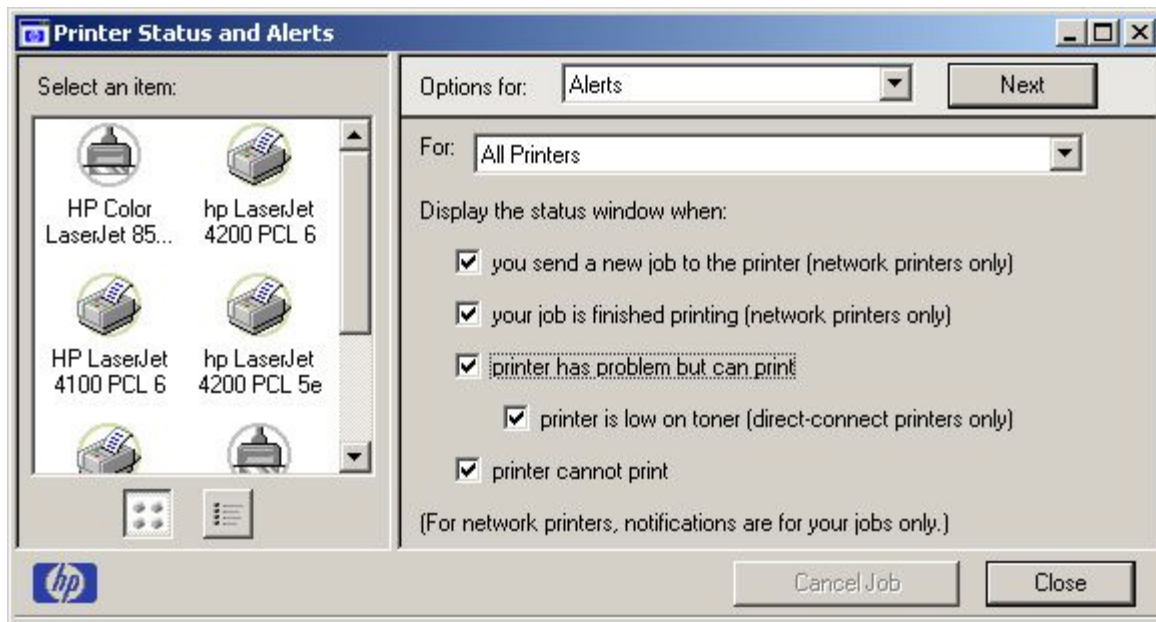 Printer Status and Alerts
Select an item:
HP Color
LaserJet 85...
hp LaserJet
4200 PCL 6
HP LaserJet
4100 PCL 6
hp LaserJet
4200 PCL 5e
Options for:
Alerts
Next
For:
All Printers
Display the status window when:
you send a new job to the printer (network printers only)
your job is finished printing (network printers only)
printer has problem but can print
printer is low on toner (direct-connect printers only)
printer cannot print
(For network printers, notifications are for your jobs only.)
hp
Cancel Job
Close